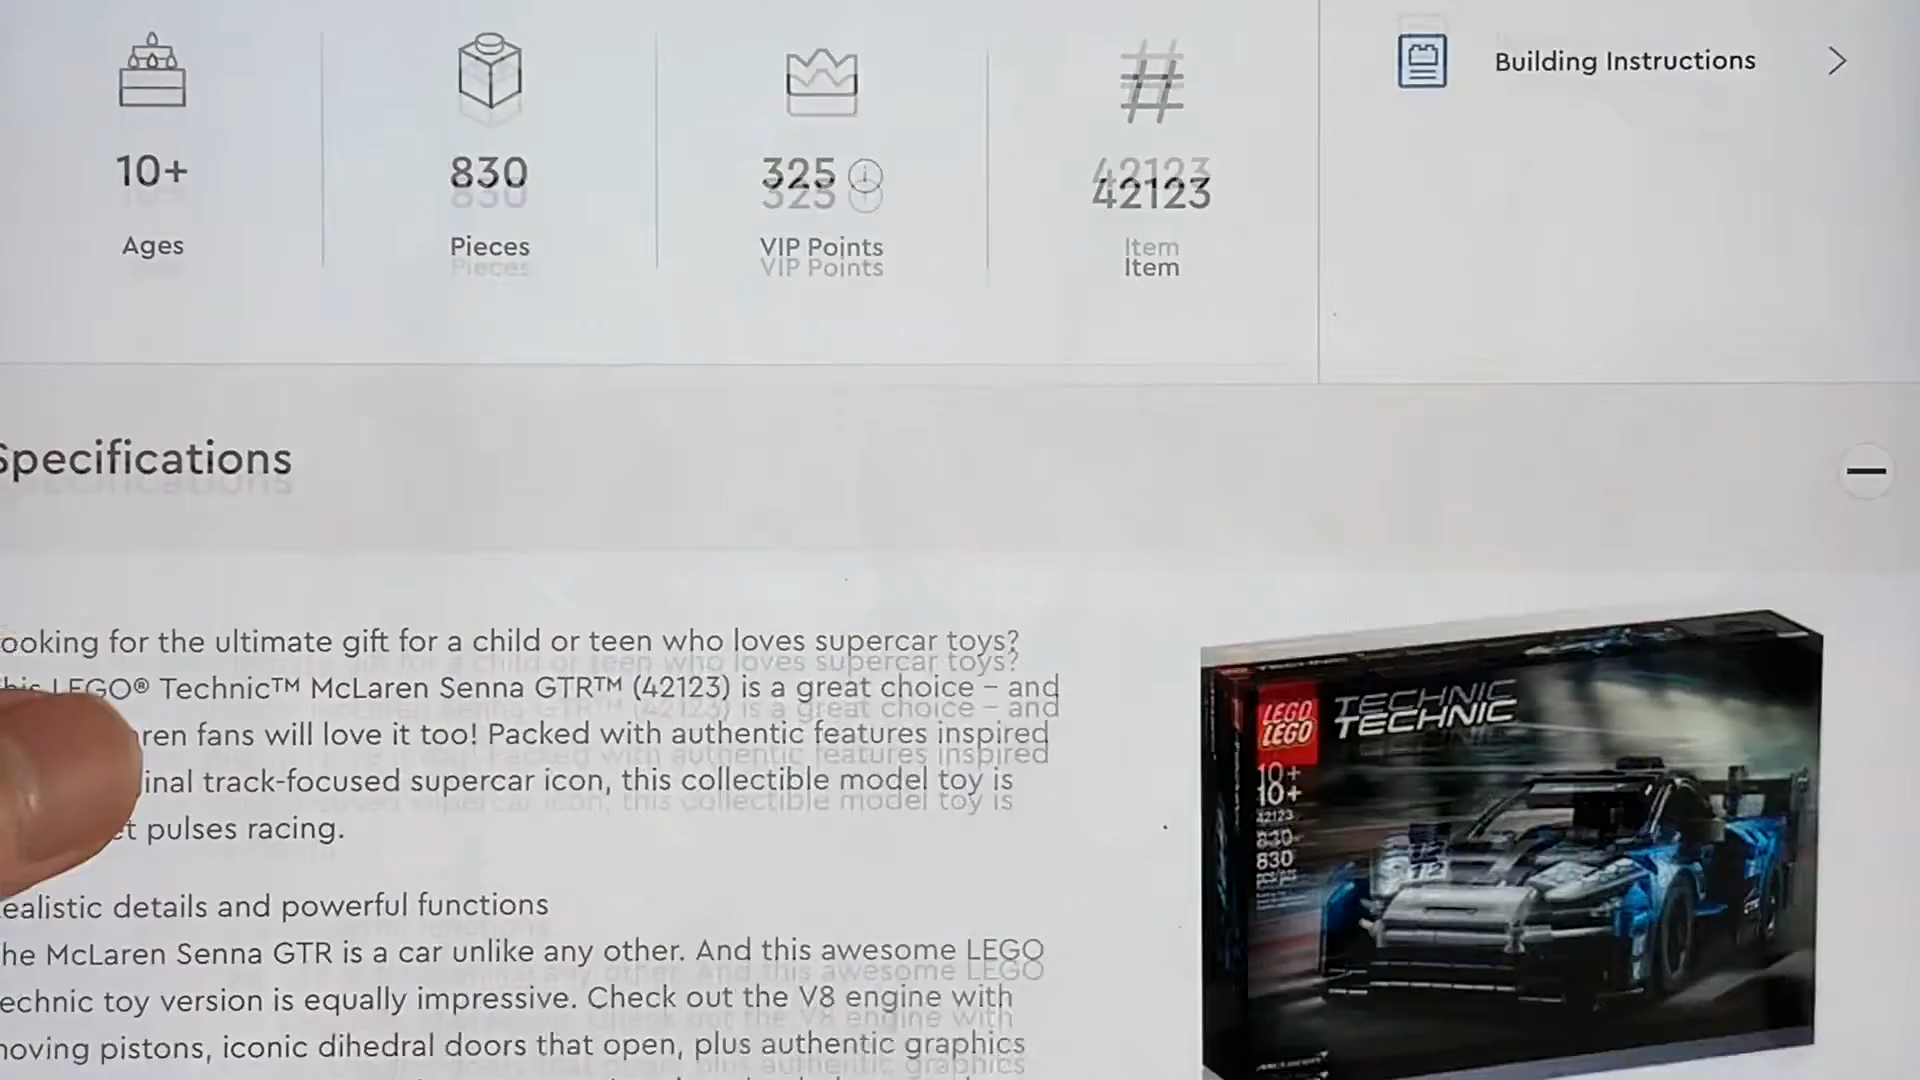 10+
Ages
830
Pieces
325
VIP Points
#
42123
Item
Building Instructions
Specifications
ooking for the ultimate gift for a child or teen who loves supercar toys?
his LEGO® Technic™ McLaren Senna GTR™ (42123) is a great choice – and
ren fans will love it too! Packed with authentic features inspired
inal track-focused supercar icon, this collectible model toy is
et pulses racing.
ealistic details and powerful functions
he McLaren Senna GTR is a car unlike any other. And this awesome LEGO
echnic toy version is equally impressive. Check out the V8 engine with
moving pistons, iconic dihedral doors that open, plus authentic graphics
LEGO
TECHNIC
10+
42123
830
pcs/pzs